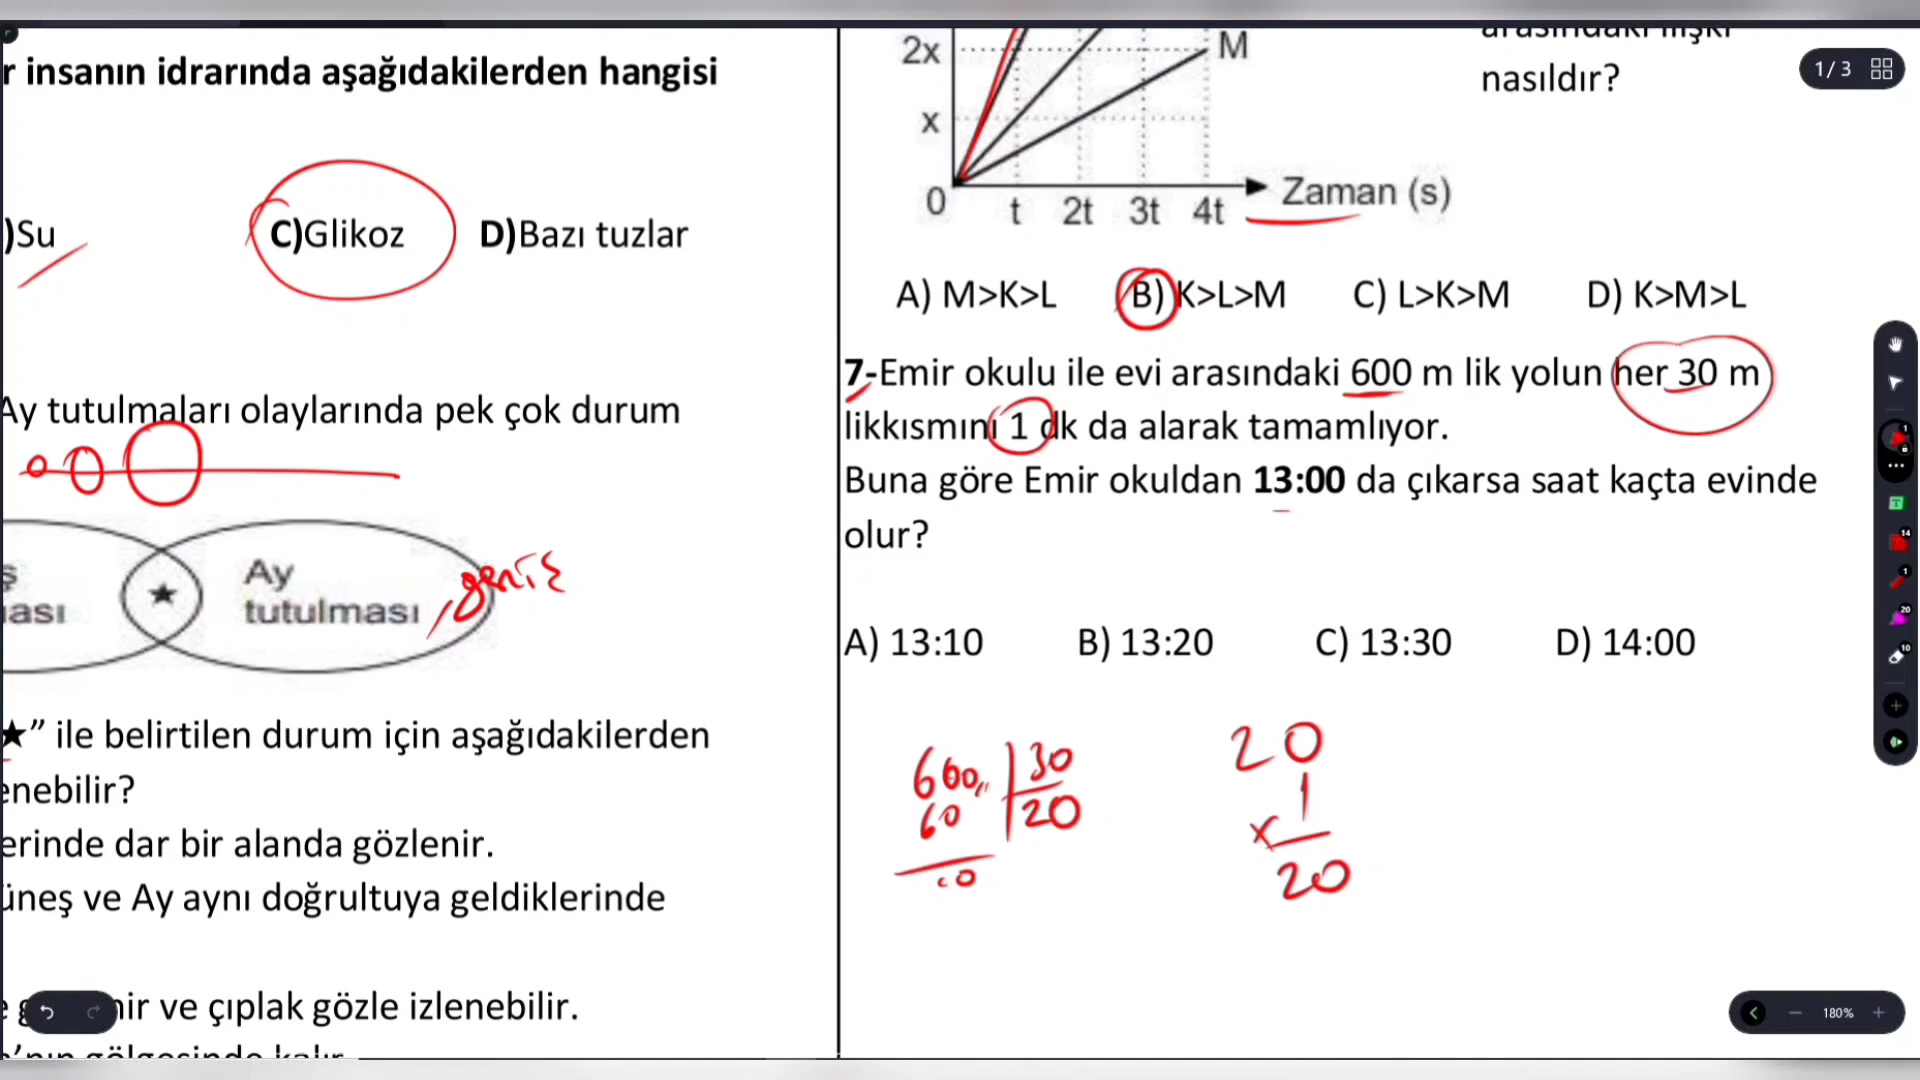 r insanın idrarında aşağıdakilerden hangisi
)Su
C)Glikoz
D)Bazı tuzlar
Ay tutulmaları olaylarında pek çok durum
Ay
tutulması
geniş
★” ile belirtilen durum için aşağıdakilerden
enebilir?
erinde dar bir alanda gözlenir.
üneş ve Ay aynı doğrultuya geldiklerinde
nir ve çıplak gözle izlenebilir.
2x
M
x
0
t 2t 3t 4t
Zaman (s)
nasıldır?
A) M>K>L B) K>L>M C) L>K>M D) K>M>L
7-Emir okulu ile evi arasındaki 600 m lik yolun her 30 m
likkısmını 1 dk da alarak tamamlıyor.
Buna göre Emir okuldan 13:00 da çıkarsa saat kaçta evinde
olur?
A) 13:10 B) 13:20 C) 13:30 D) 14:00
600 30
60 20
20
1
x
20
1/3
180%